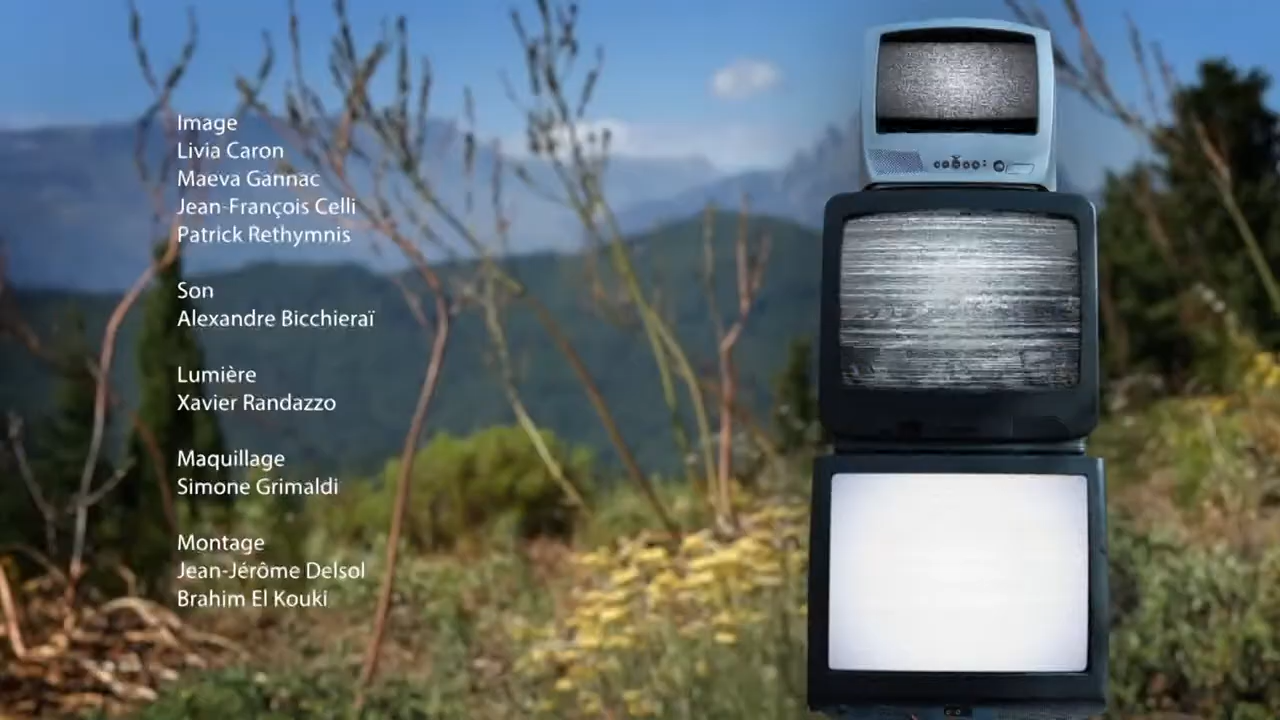 Image
Livia Caron
Maeva Gannac
Jean-François Celli
Patrick Rethymnis
Son
Alexandre Bicchieraï
Lumière
Xavier Randazzo
Maquillage
Simone Grimaldi
Montage
Jean-Jérôme Delsol
Brahim El Kouki